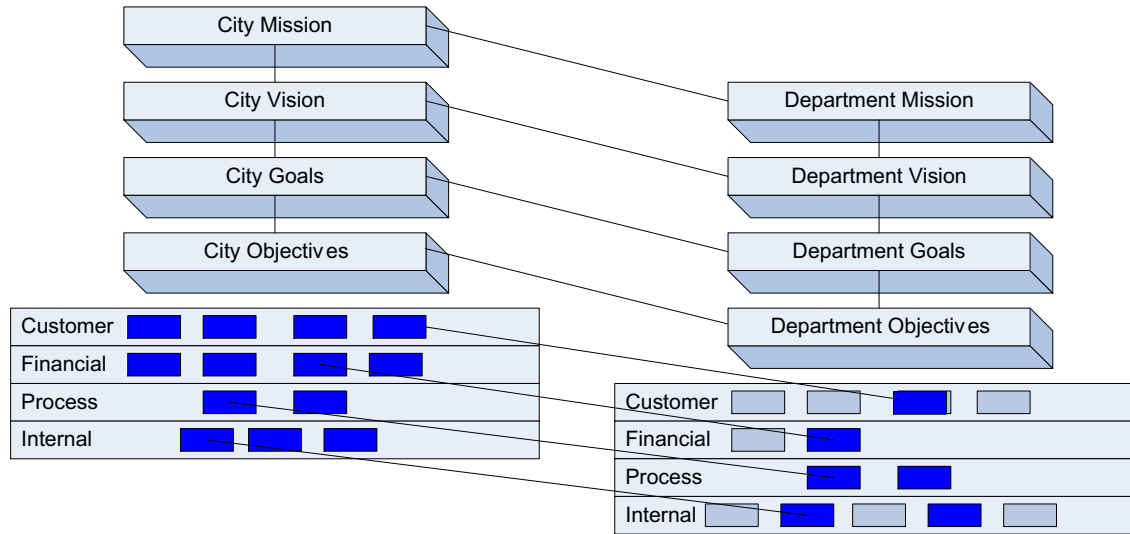 City Mission
City Vision
City Goals
City Objectives
Customer
Financial
Process
Internal
Department Mission
Department Vision
Department Goals
Department Objectives
Customer
Financial
Process
Internal